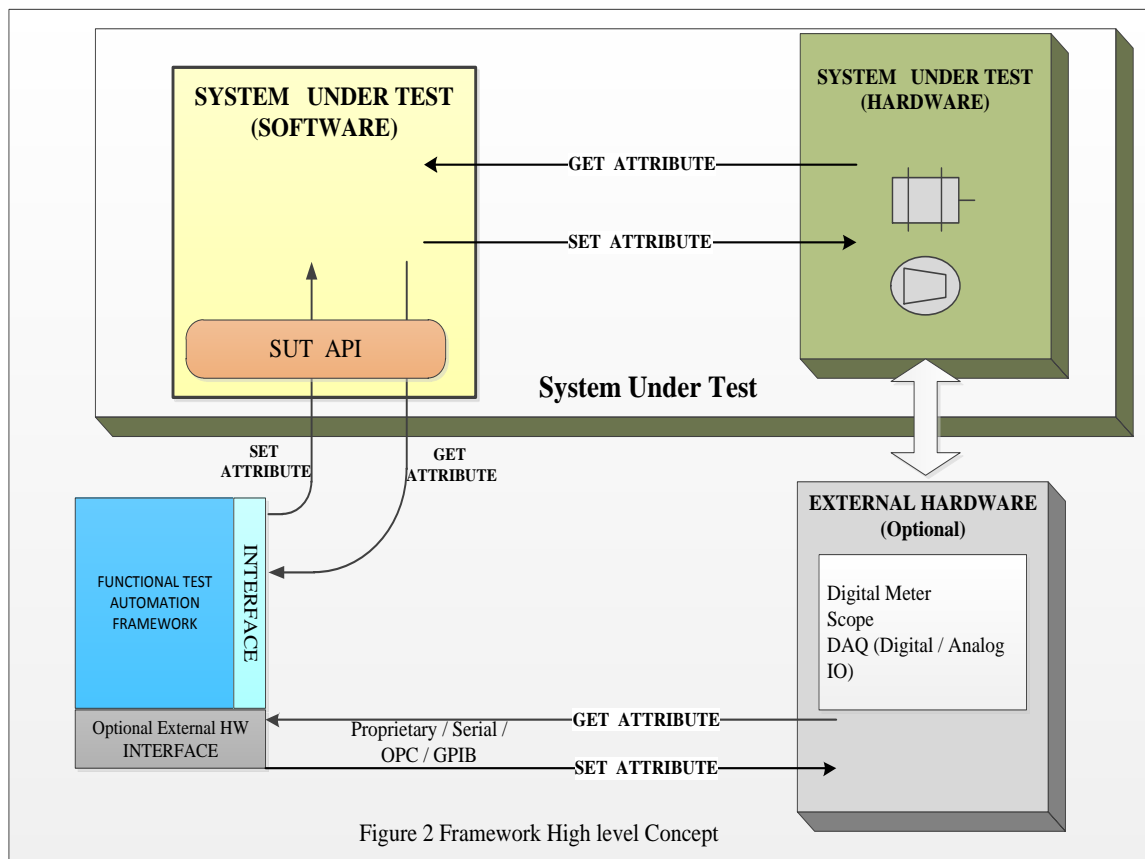 SYSTEM UNDER TEST
(SOFTWARE)
SYSTEM UNDER TEST
(HARDWARE)
GET ATTRIBUTE
SET ATTRIBUTE
SUT API
System Under Test
SET
ATTRIBUTE
GET
ATTRIBUTE
FUNCTIONAL TEST
AUTOMATION
FRAMEWORK
INTERFACE
EXTERNAL HARDWARE
(Optional)
Digital Meter
Scope
DAQ (Digital / Analog
IO)
Optional External HW
INTERFACE
Proprietary / Serial /
OPC / GPIB
GET ATTRIBUTE
SET ATTRIBUTE
Figure 2 Framework High level Concept